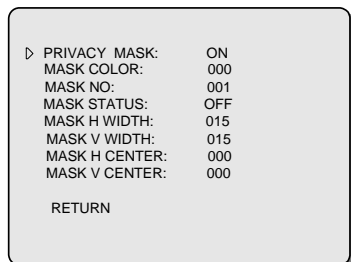 PRIVACY MASK: ON
MASK COLOR: 000
MASK NO: 001
MASK STATUS: OFF
MASK H WIDTH: 015
MASK V WIDTH: 015
MASK H CENTER: 000
MASK V CENTER: 000
RETURN